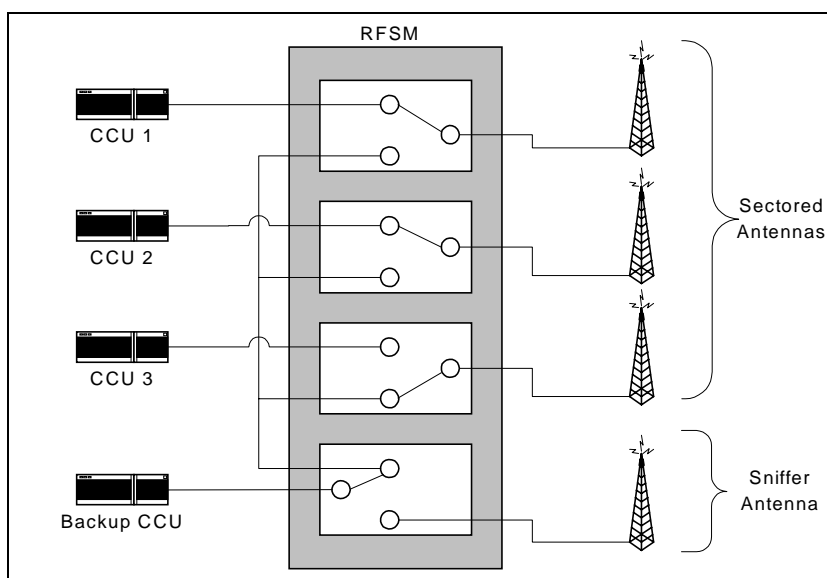 RFSM
CCU 1
CCU 2
CCU 3
Backup CCU
Sectored
Antennas
Sniffer
Antenna